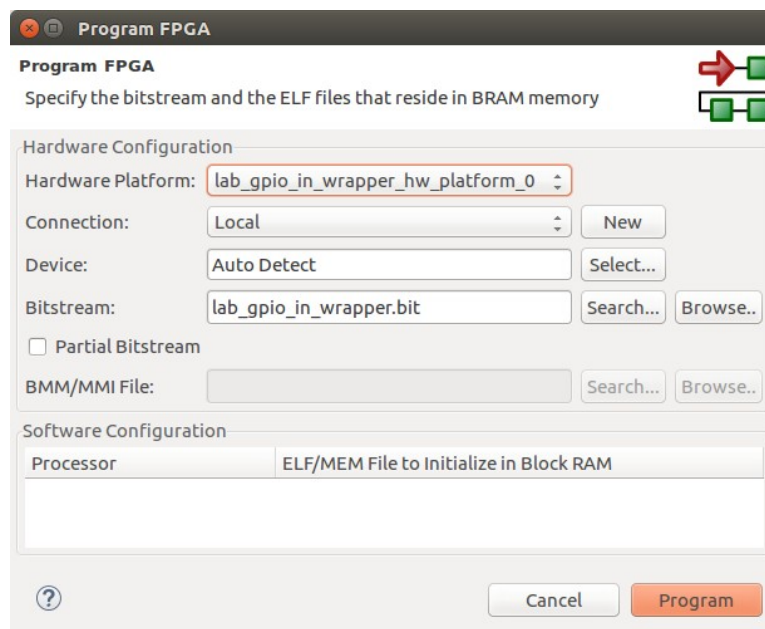 Program FPGA
Program FPGA
Specify the bitstream and the ELF files that reside in BRAM memory
Hardware Configuration
Hardware Platform: lab_gpio_in_wrapper_hw_platform_0
Connection: Local New
Device: Auto Detect Select...
Bitstream: lab_gpio_in_wrapper.bit Search... Browse..
Partial Bitstream
BMM/MMI File: Search... Browse..
Software Configuration
Processor ELF/MEM File to Initialize in Block RAM
? Cancel Program